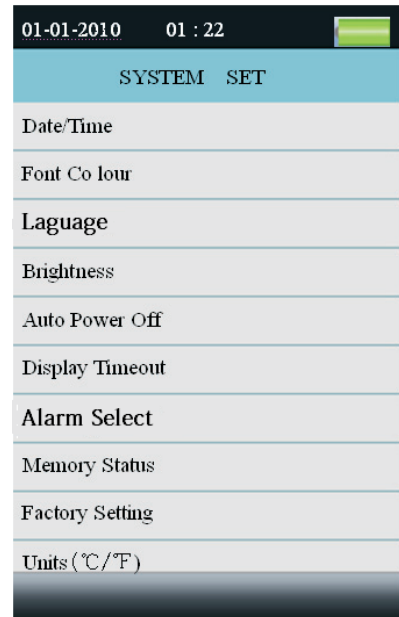 01-01-2010 01 : 22
SYSTEM SET
Date/Time
Font Co lour
Laguage
Brightness
Auto Power Off
Display Timeout
Alarm Select
Memory Status
Factory Setting
Units (℃/℉)